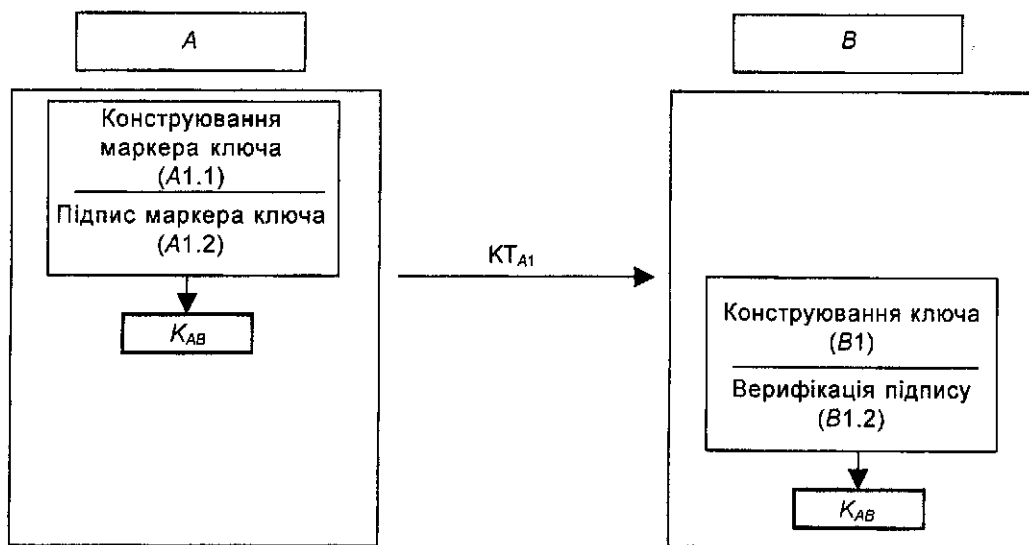 A
B
Конструювання
маркера ключа
(A1.1)
Підпис маркера ключа
(A1.2)
K_AB
KT_A1
Конструювання ключа
(B1)
Верифікація підпису
(B1.2)
K_AB